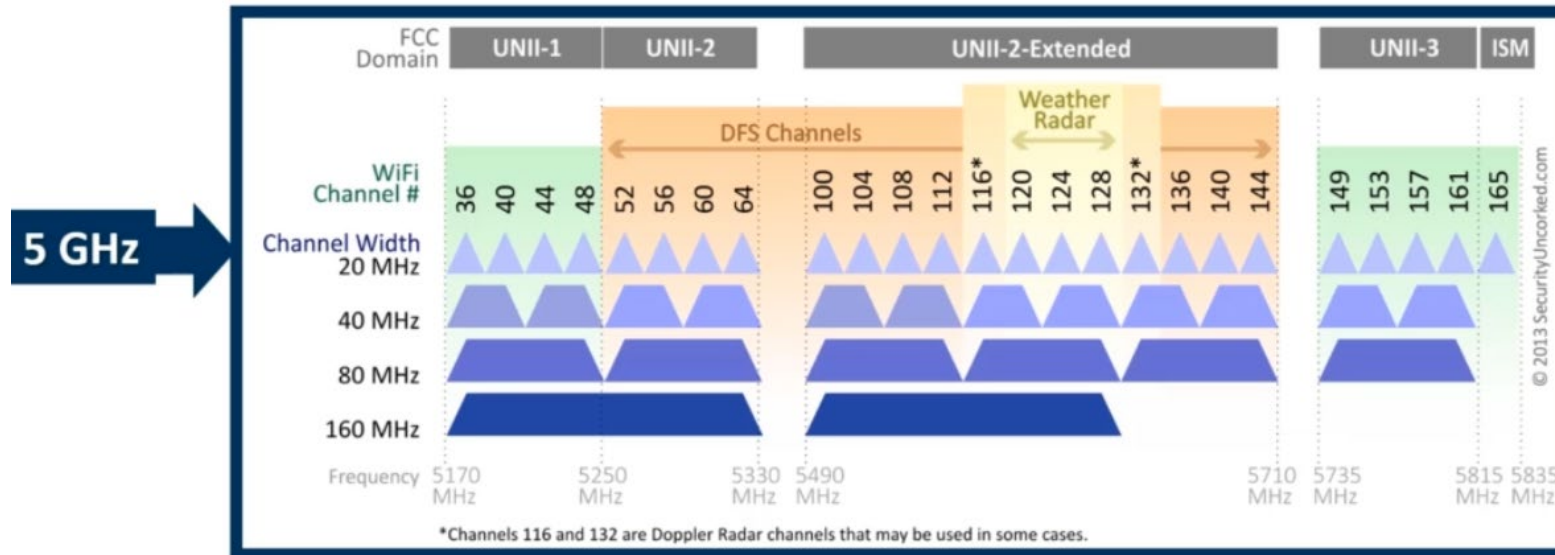 5 GHz
FCC
Domain
UNII-1 UNII-2 UNII-2-Extended UNII-3 ISM
Weather
Radar
DFS Channels
WiFi
Channel #
36 40 44 48 52 56 60 64 100 104 108 112 116* 120 124 128 132* 136 140 144 149 153 157 161 165
Channel Width
20 MHz
40 MHz
80 MHz
160 MHz
Frequency 5170 5250 5330 5490 5710 5735 5815 5835
MHz MHz MHz MHz MHz MHz MHz MHz
*Channels 116 and 132 are Doppler Radar channels that may be used in some cases.
© 2013 SecurityUncorked.com